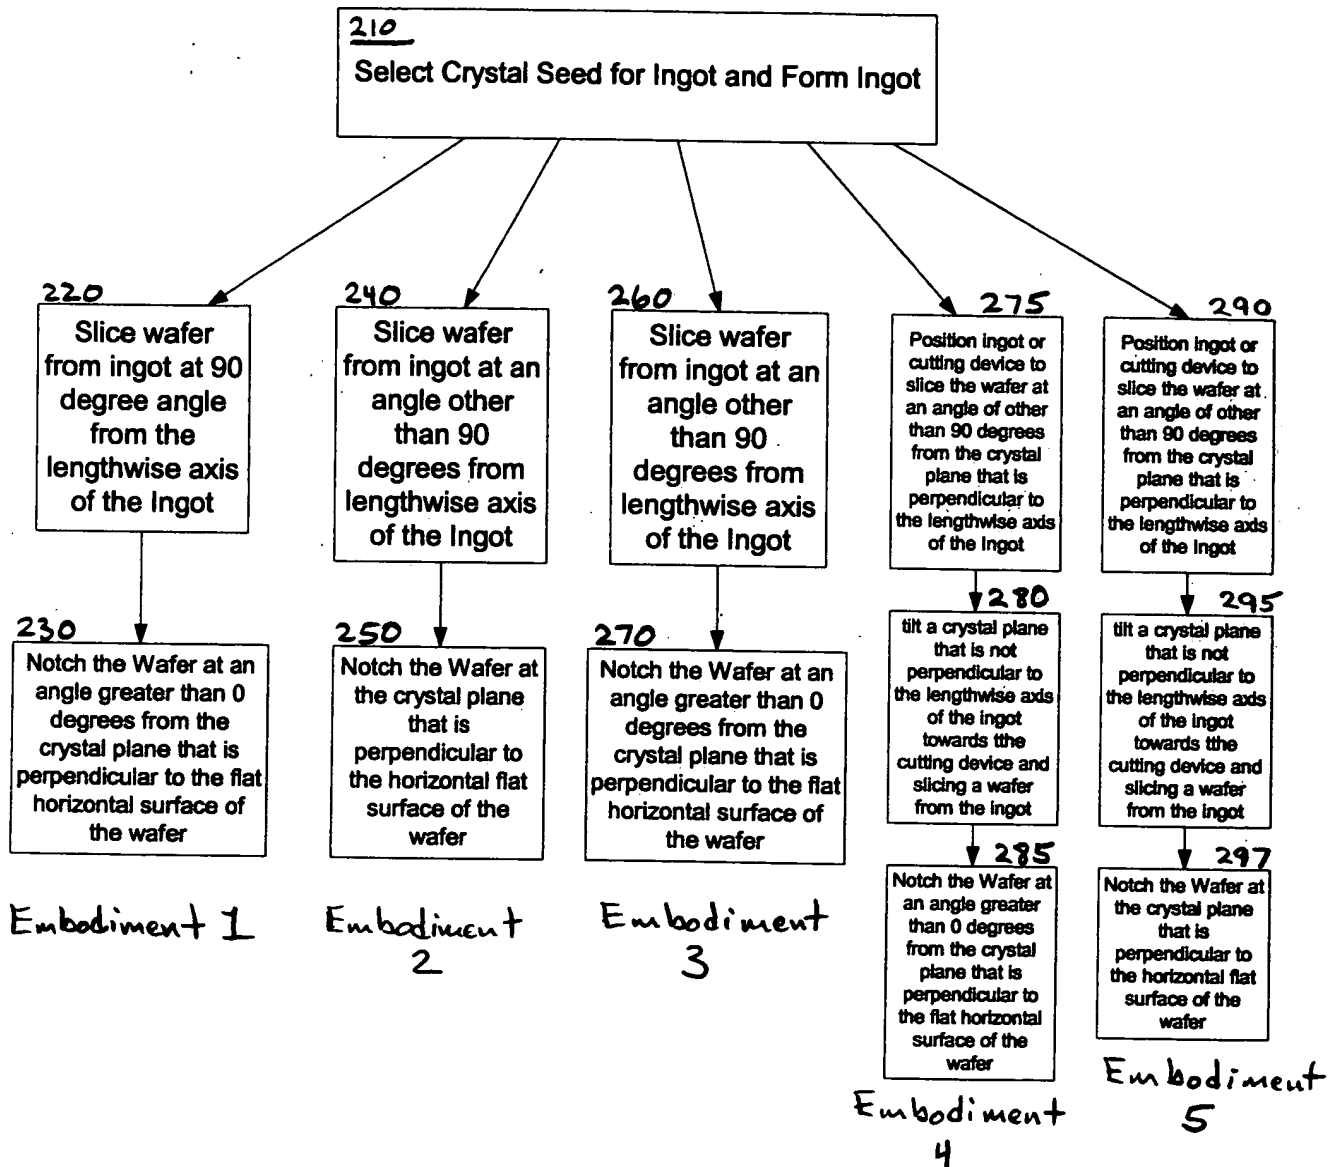 210
Select Crystal Seed for Ingot and Form Ingot
220
Slice wafer
from ingot at 90
degree angle
from the
lengthwise axis
of the Ingot
230
Notch the Wafer at an
angle greater than 0
degrees from the
crystal plane that is
perpendicular to the flat
horizontal surface of
the wafer
Embodiment 1
240
Slice wafer
from ingot at an
angle other
than 90
degrees from
lengthwise axis
of the Ingot
250
Notch the Wafer at
the crystal plane
that is
perpendicular to
the horizontal flat
surface of the
wafer
Embodiment
2
260
Slice wafer
from ingot at an
angle other
than 90
degrees from
lengthwise axis
of the Ingot
270
Notch the Wafer at an
angle greater than 0
degrees from the
crystal plane that is
perpendicular to the flat
horizontal surface of
the wafer
Embodiment
3
275
Position ingot or
cutting device to
slice the wafer at
an angle of other
than 90 degrees
from the crystal
plane that is
perpendicular to
the lengthwise axis
of the Ingot
280
tilt a crystal plane
that is not
perpendicular to
the lengthwise axis
of the ingot
towards tthe
cutting device and
slicing a wafer
from the ingot
285
Notch the Wafer at
an angle greater
than 0 degrees
from the crystal
plane that is
perpendicular to
the flat horizontal
surface of the
wafer
Embodiment
4
290
Position ingot or
cutting device to
slice the wafer at
an angle of other
than 90 degrees
from the crystal
plane that is
perpendicular to
the lengthwise axis
of the Ingot
295
tilt a crystal plane
that is not
perpendicular to
the lengthwise axis
of the ingot
towards tthe
cutting device and
slicing a wafer
from the ingot
297
Notch the Wafer at
the crystal plane
that is
perpendicular to
the horizontal flat
surface of the
wafer
Embodiment
5